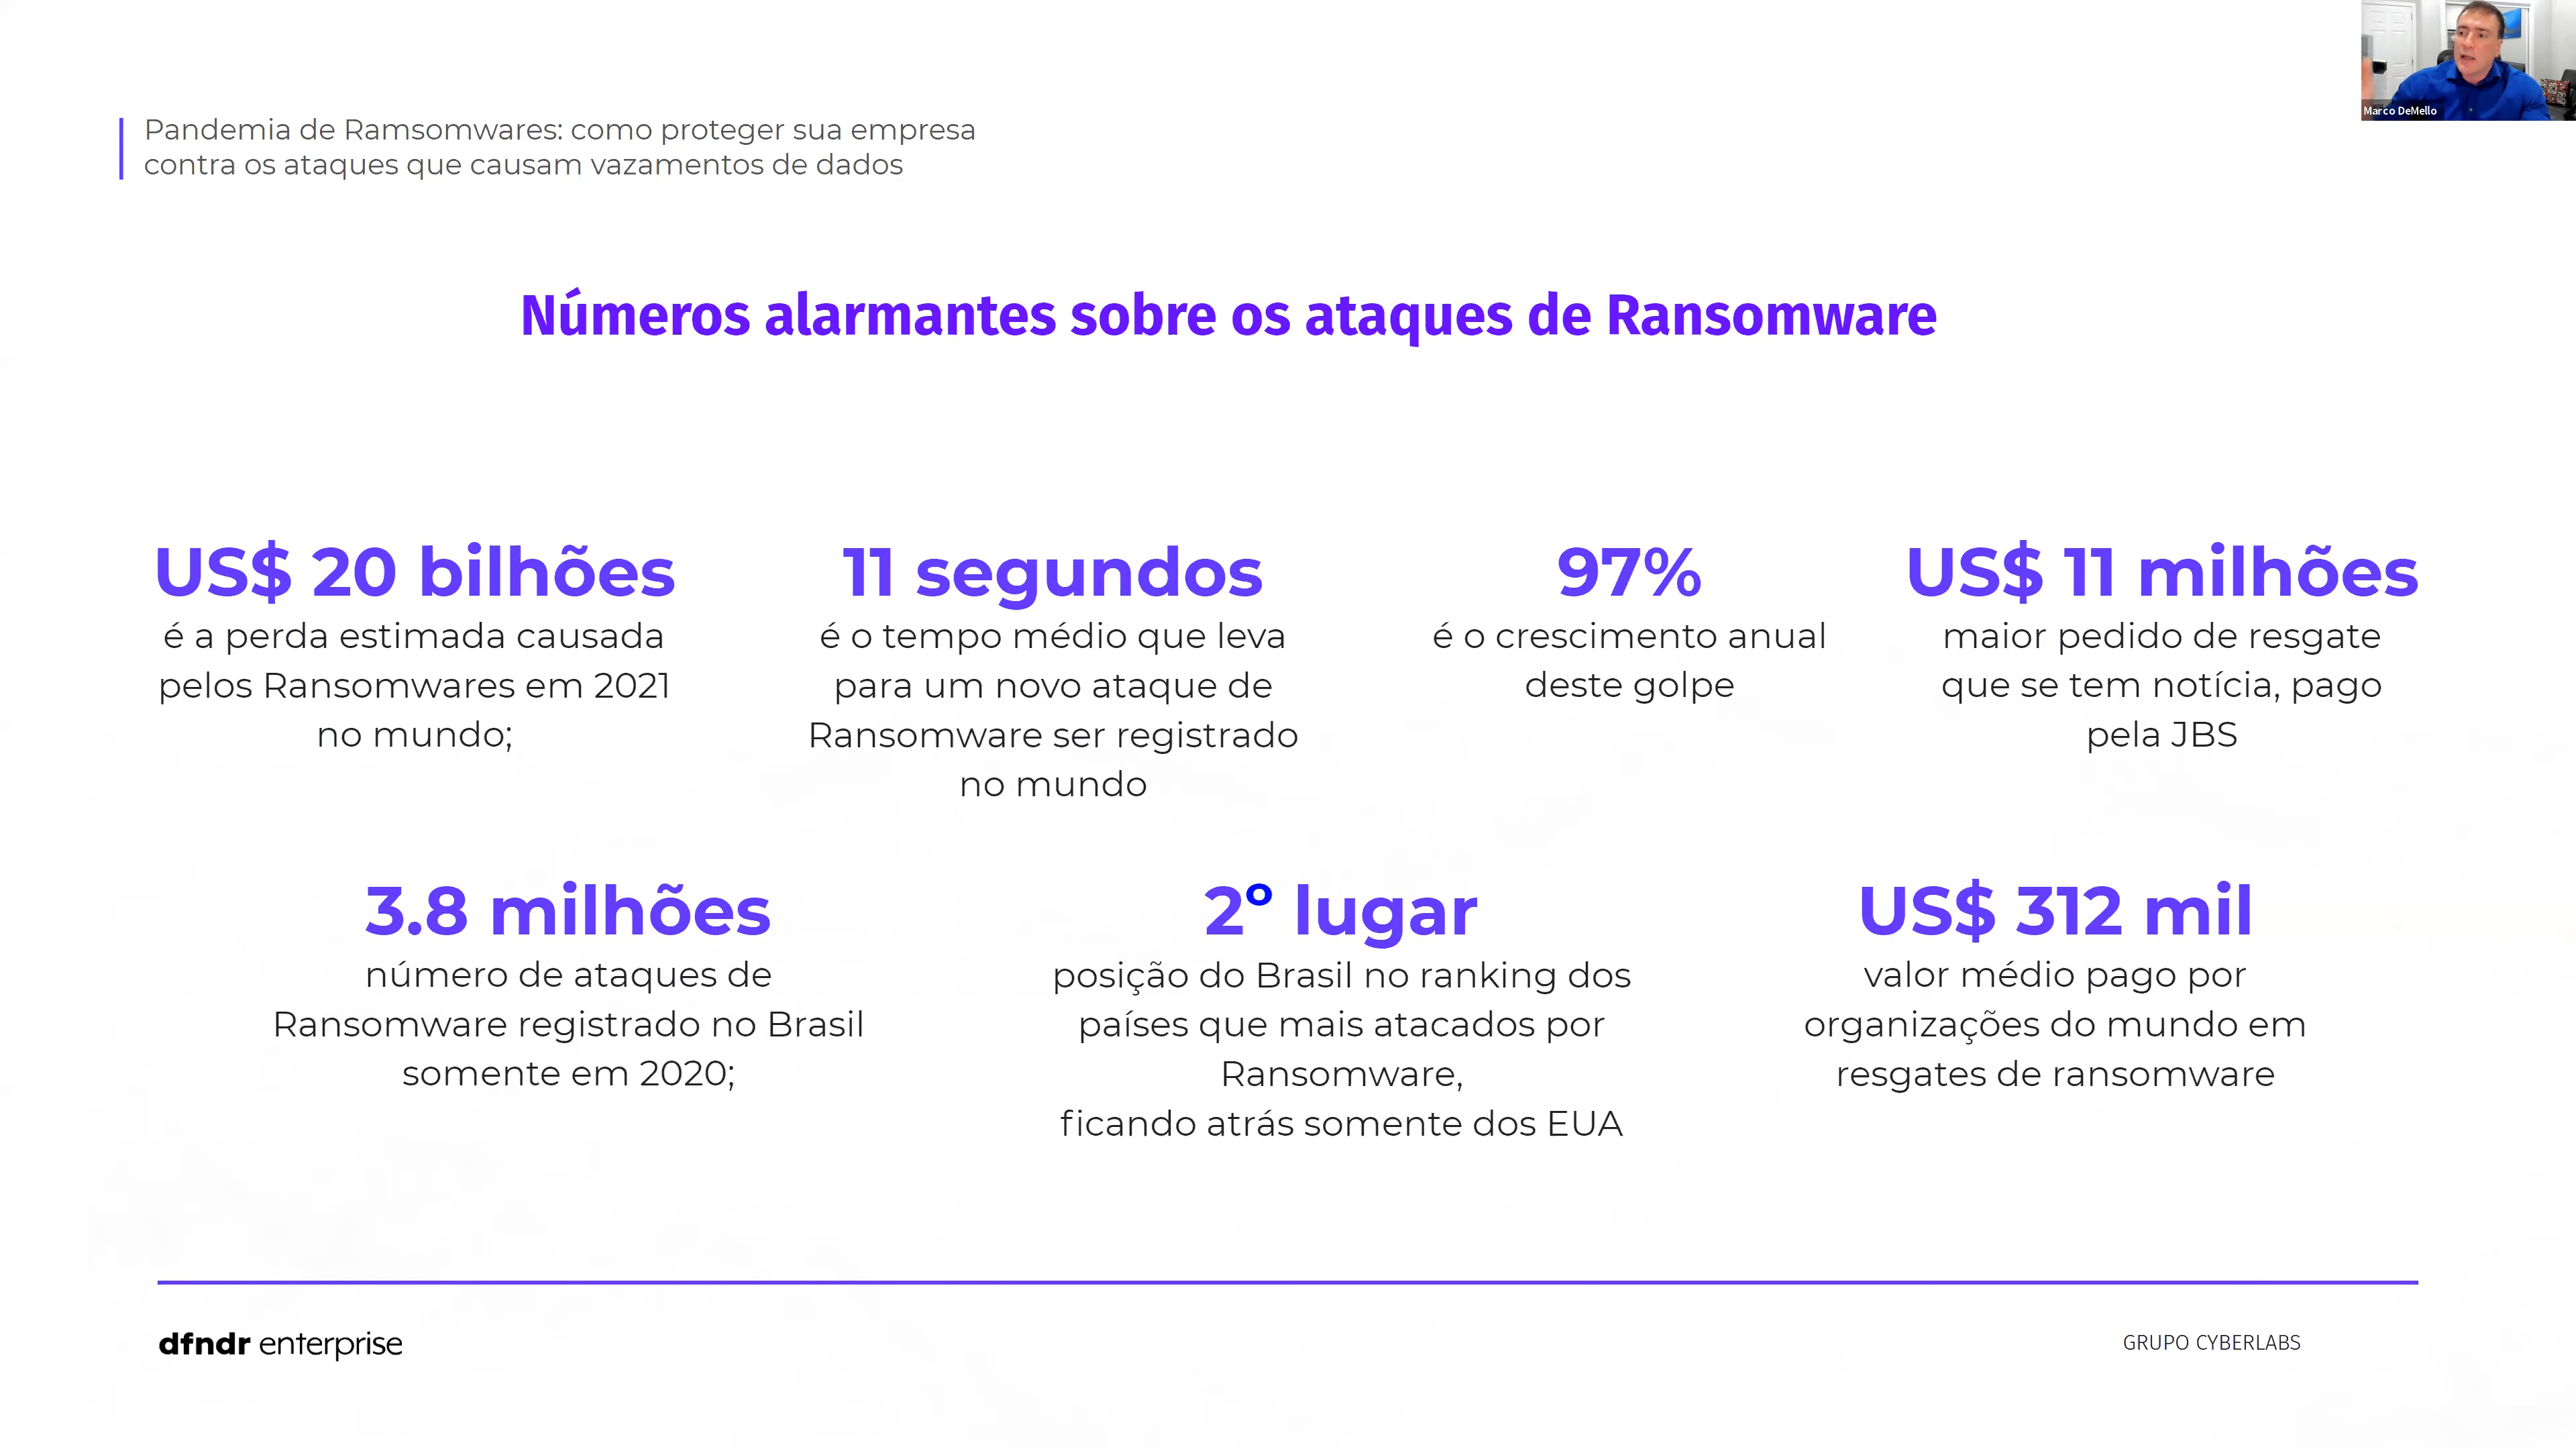 Marco DeMello
Pandemia de Ramsomwares: como proteger sua empresa
contra os ataques que causam vazamentos de dados
Números alarmantes sobre os ataques de Ransomware
US$ 20 bilhões
é a perda estimada causada
pelos Ransomwares em 2021
no mundo;
11 segundos
é o tempo médio que leva
para um novo ataque de
Ransomware ser registrado
no mundo
97%
é o crescimento anual
deste golpe
US$ 11 milhões
maior pedido de resgate
que se tem notícia, pago
pela JBS
3.8 milhões
número de ataques de
Ransomware registrado no Brasil
somente em 2020;
2º lugar
posição do Brasil no ranking dos
países que mais atacados por
Ransomware,
ficando atrás somente dos EUA
US$ 312 mil
valor médio pago por
organizações do mundo em
resgates de ransomware
dfndr enterprise
GRUPO CYBERLABS